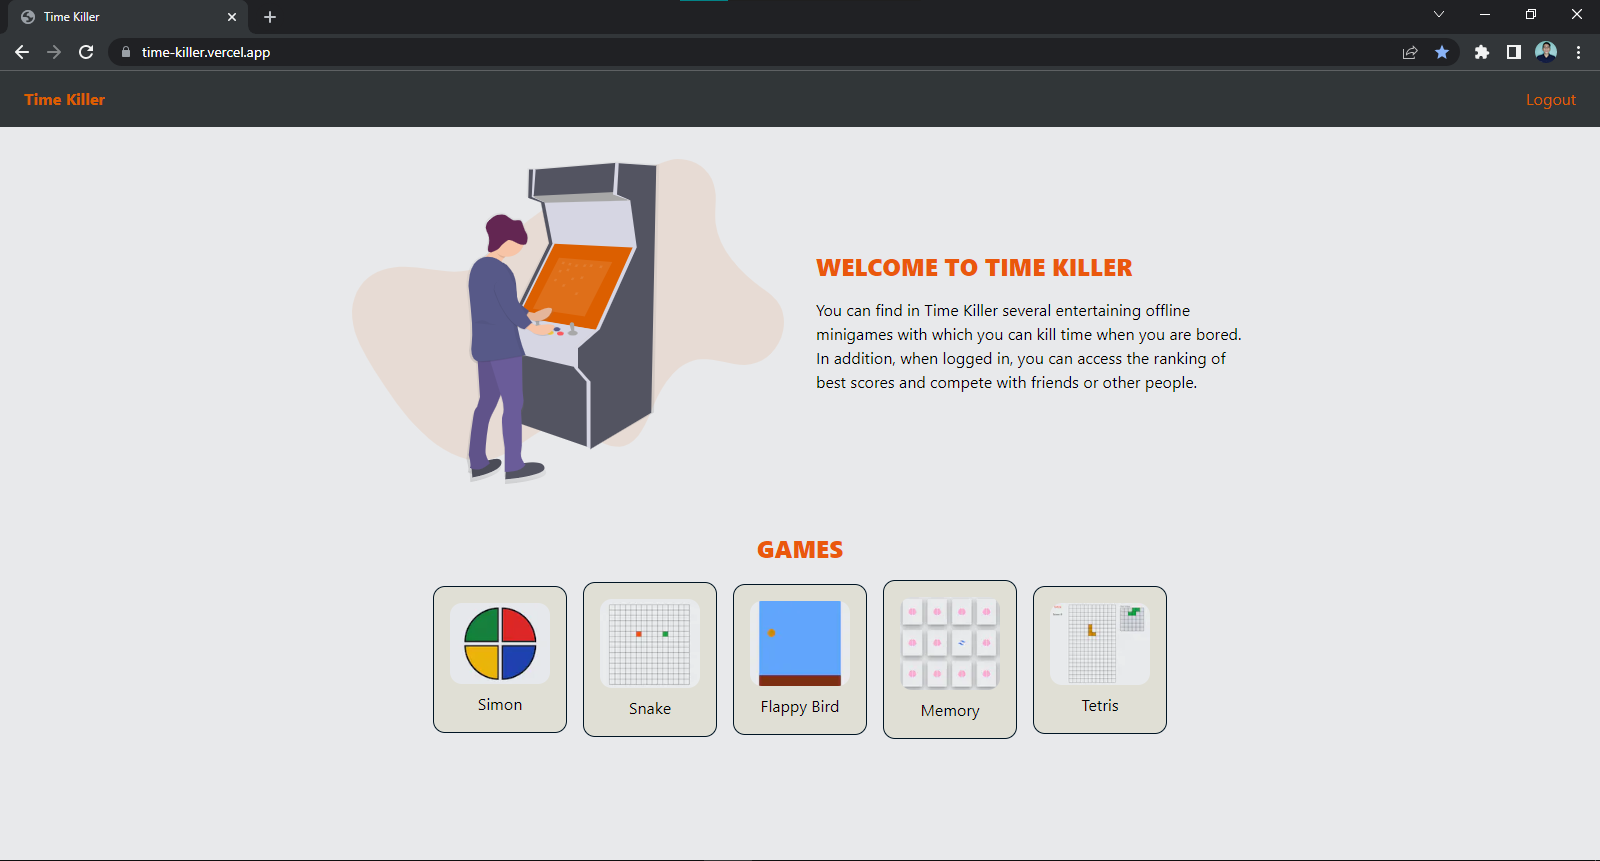 Time Killer
time-killer.vercel.app
Time Killer
Logout
WELCOME TO TIME KILLER
You can find in Time Killer several entertaining offline
minigames with which you can kill time when you are bored.
In addition, when logged in, you can access the ranking of
best scores and compete with friends or other people.
GAMES
Simon
Snake
Flappy Bird
Memory
Tetris